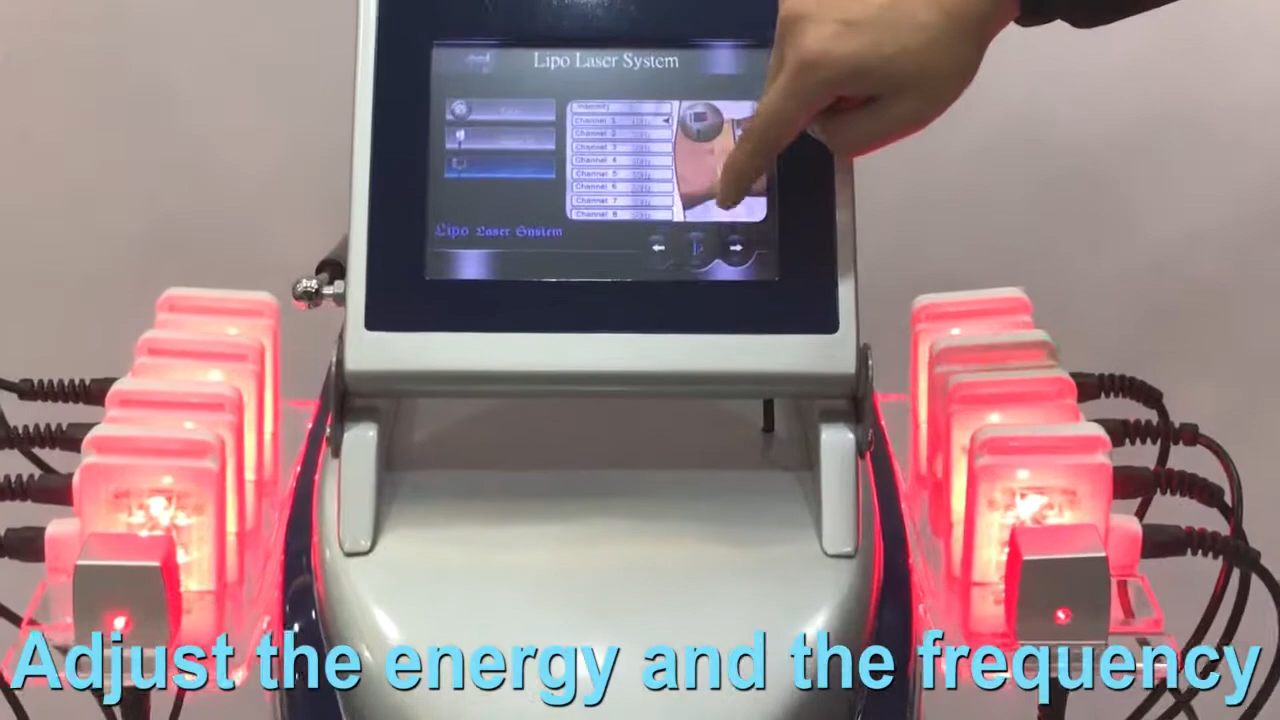 Lipo Laser System
Intensity
Channel 1
Channel 2
Channel 3
Channel 4
Channel 5
Channel 6
Channel 7
Channel 8
Lipo Laser System
Adjust the energy and the frequency